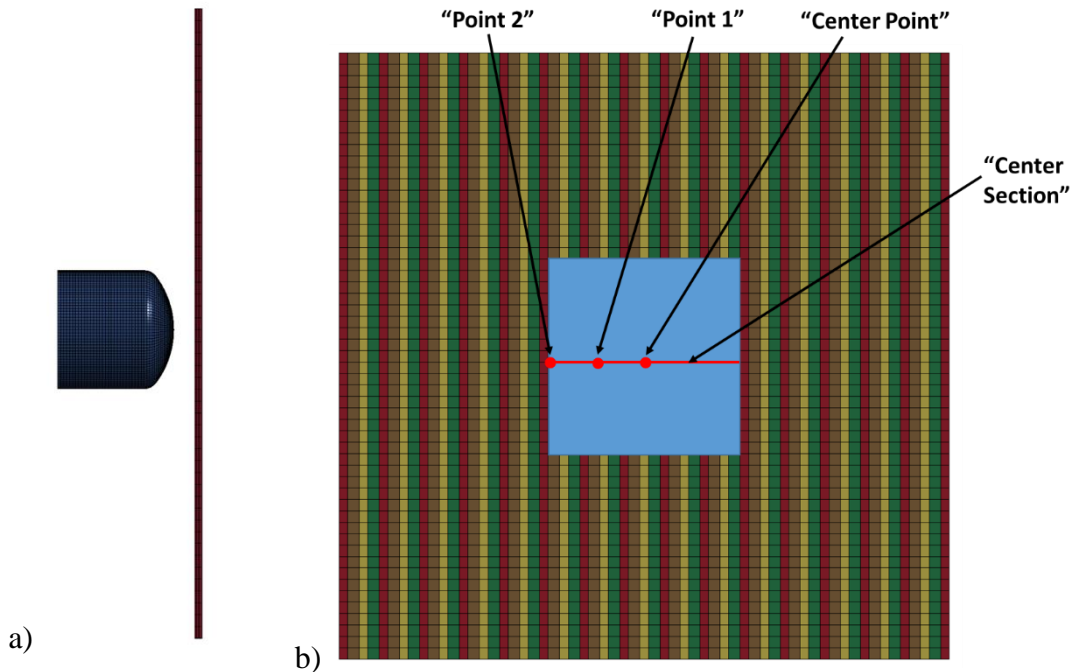 “Point 2”
“Point 1”
“Center Point”
“Center
Section”
a)
b)